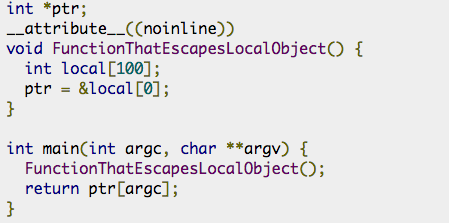 int *ptr;
__attribute__((noinline))
void FunctionThatEscapesLocalObject() {
  int local[100];
  ptr = &local[0];
}

int main(int argc, char **argv) {
  FunctionThatEscapesLocalObject();
  return ptr[argc];
}